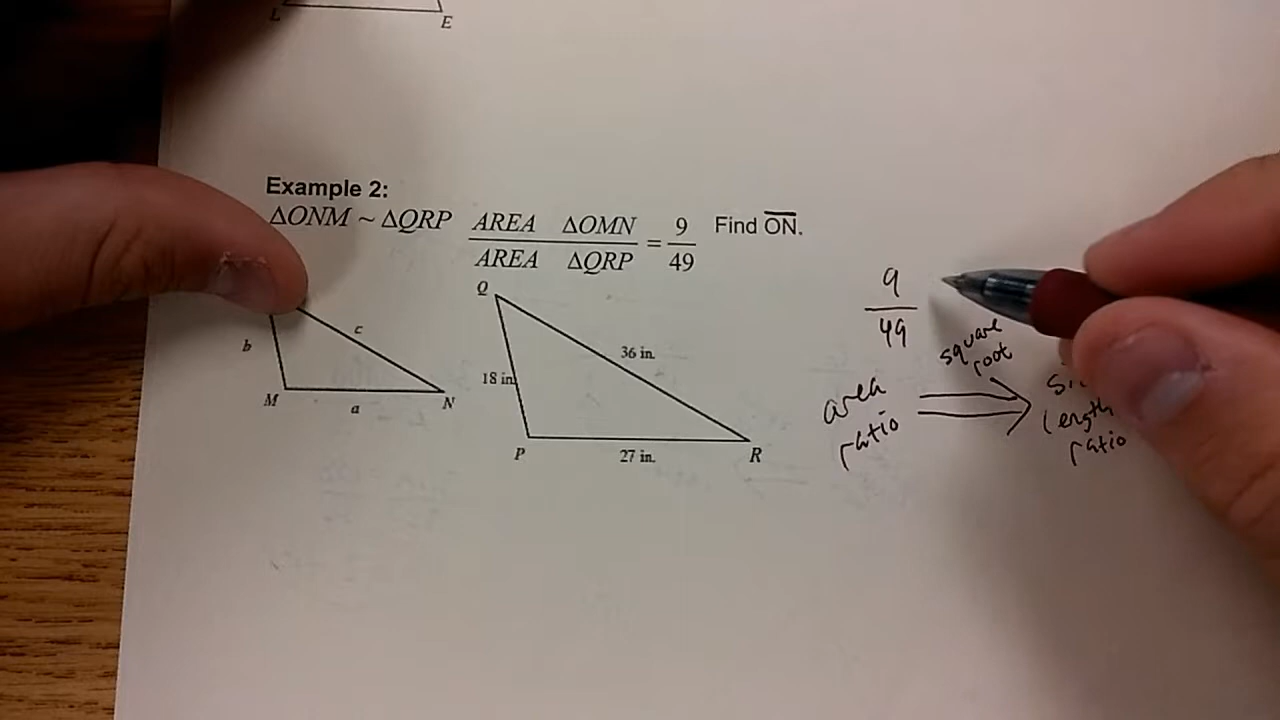 L
E
Example 2:
ΔONM ~ ΔQRP AREA ΔOMN / AREA ΔQRP = 9/49 Find ON.
Q
b
c
M
a
N
36 in.
18 in.
P
27 in.
R
9
49
square
root
area
ratio
length
ratio